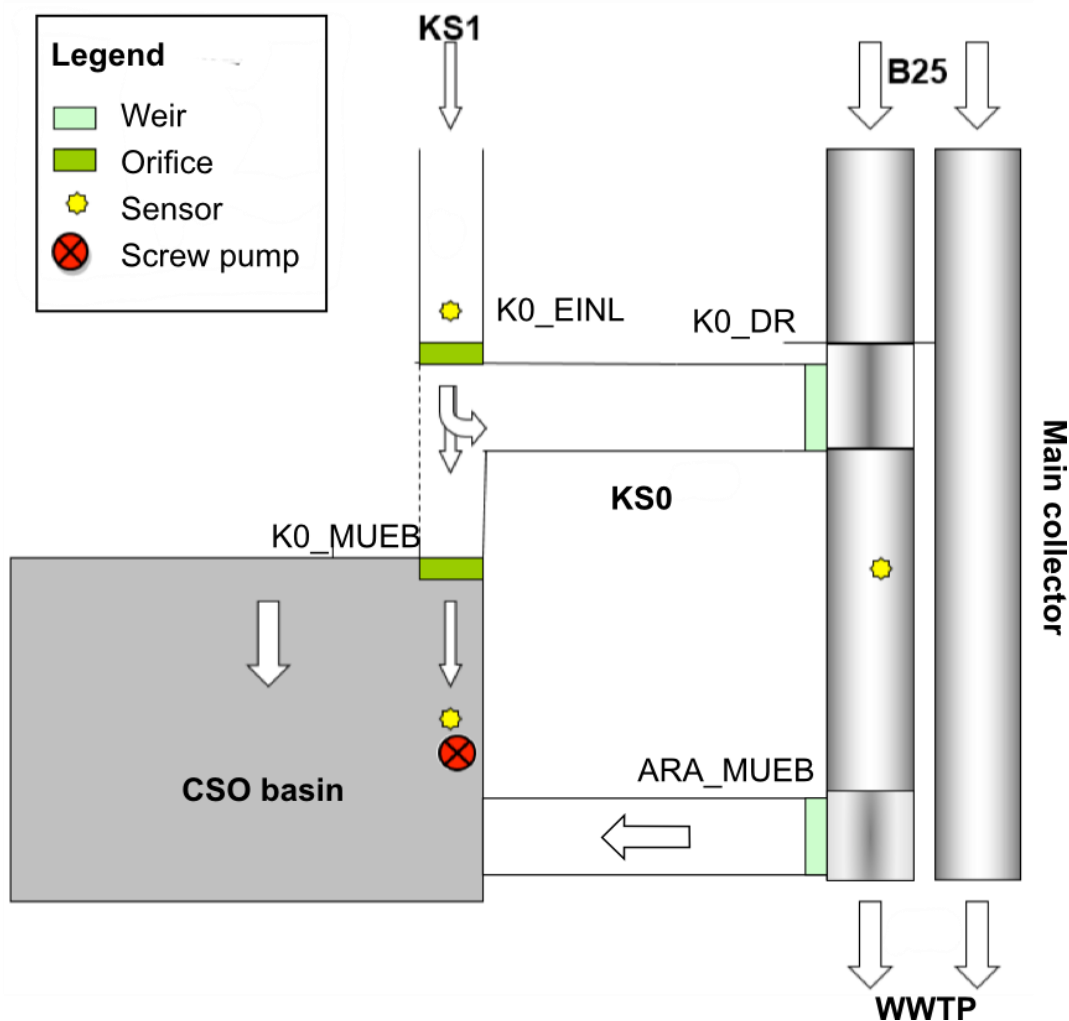 KS1
Legend
Weir
Orifice
Sensor
Screw pump
B25
K0_EINL
K0_DR
KS0
Main collector
K0_MUEB
CSO basin
ARA_MUEB
WWTP